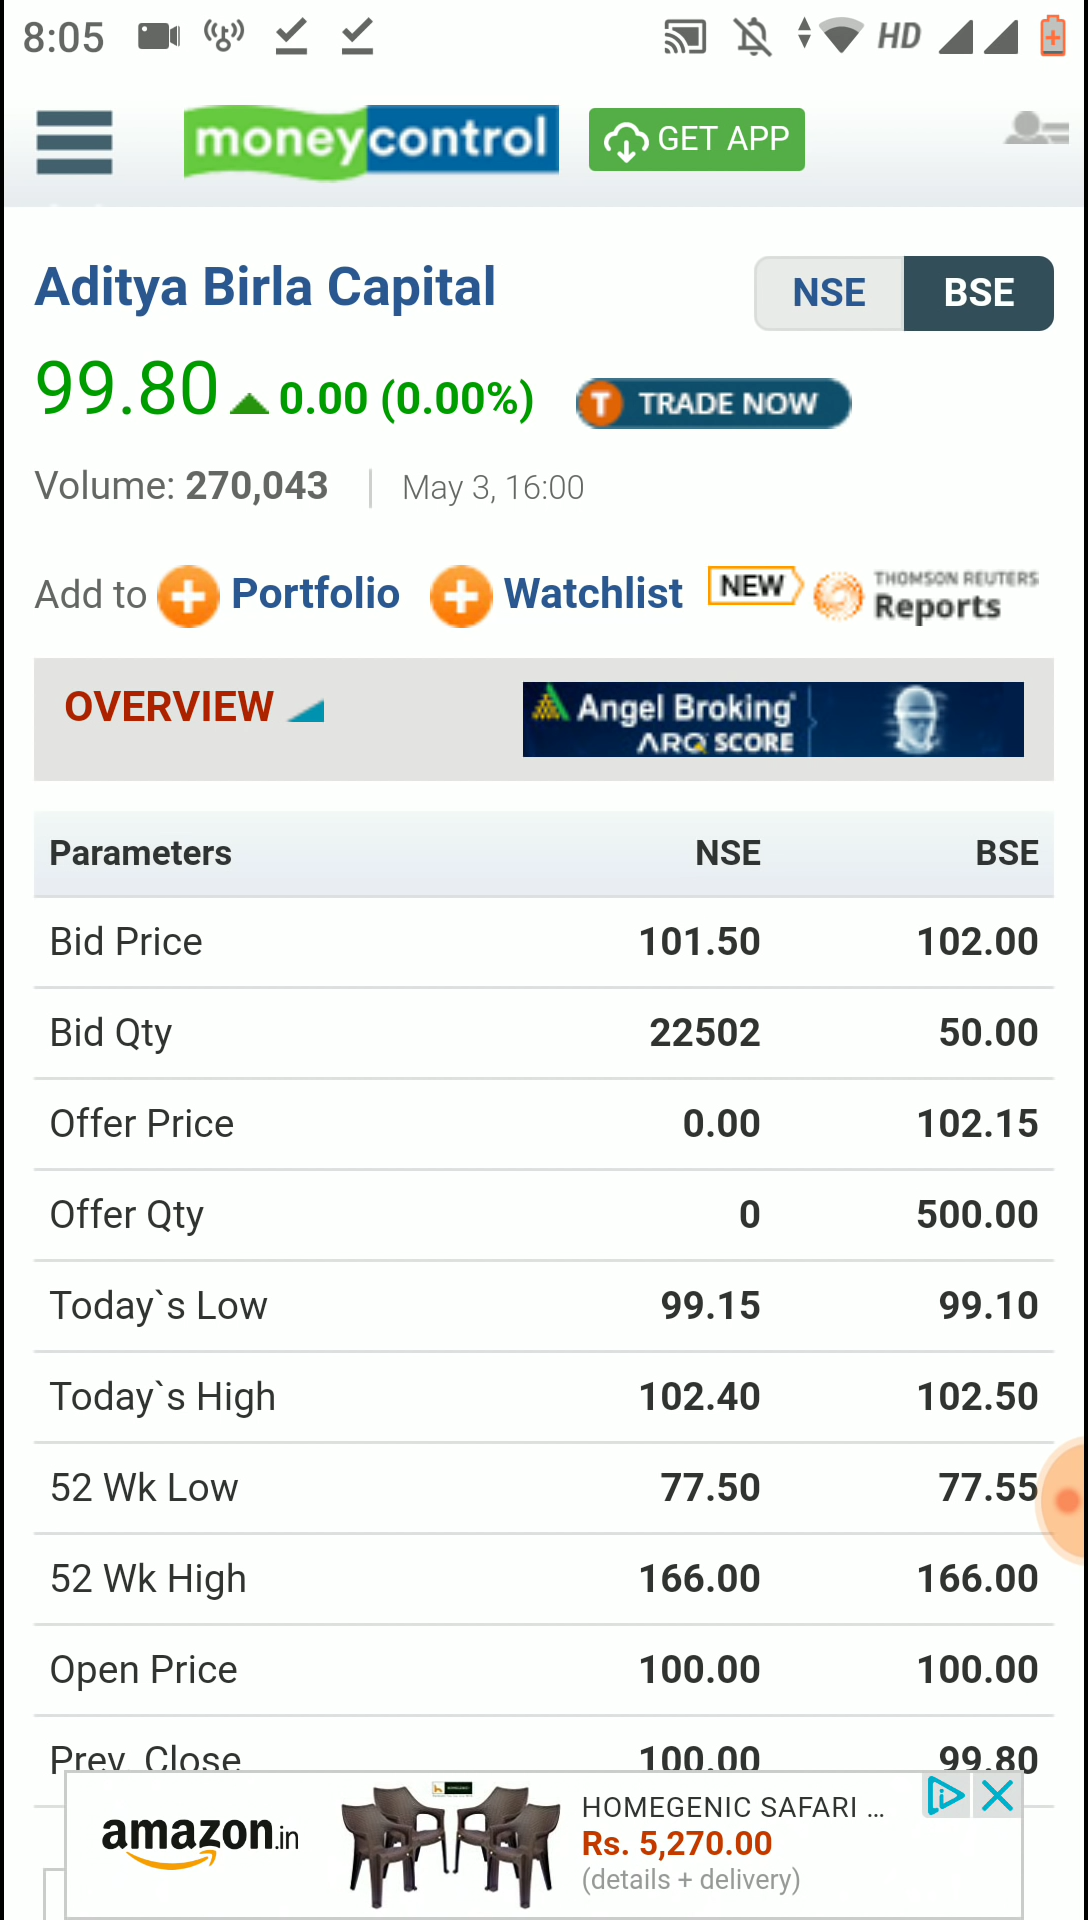 8:05 HD
moneycontrol GET APP
Aditya Birla Capital NSE BSE
99.80 0.00 (0.00%) T TRADE NOW
Volume: 270,043 | May 3, 16:00
Add to Portfolio Watchlist NEW THOMSON REUTERS Reports
OVERVIEW Angel Broking
ARQ SCORE
Parameters NSE BSE
Bid Price 101.50 102.00
Bid Qty 22502 50.00
Offer Price 0.00 102.15
Offer Qty 0 500.00
Today`s Low 99.15 99.10
Today`s High 102.40 102.50
52 Wk Low 77.50 77.55
52 Wk High 166.00 166.00
Open Price 100.00 100.00
Prev. Close 100.00 99.80
amazon.in HOMEGENIC SAFARI ...
Rs. 5,270.00
(details + delivery)